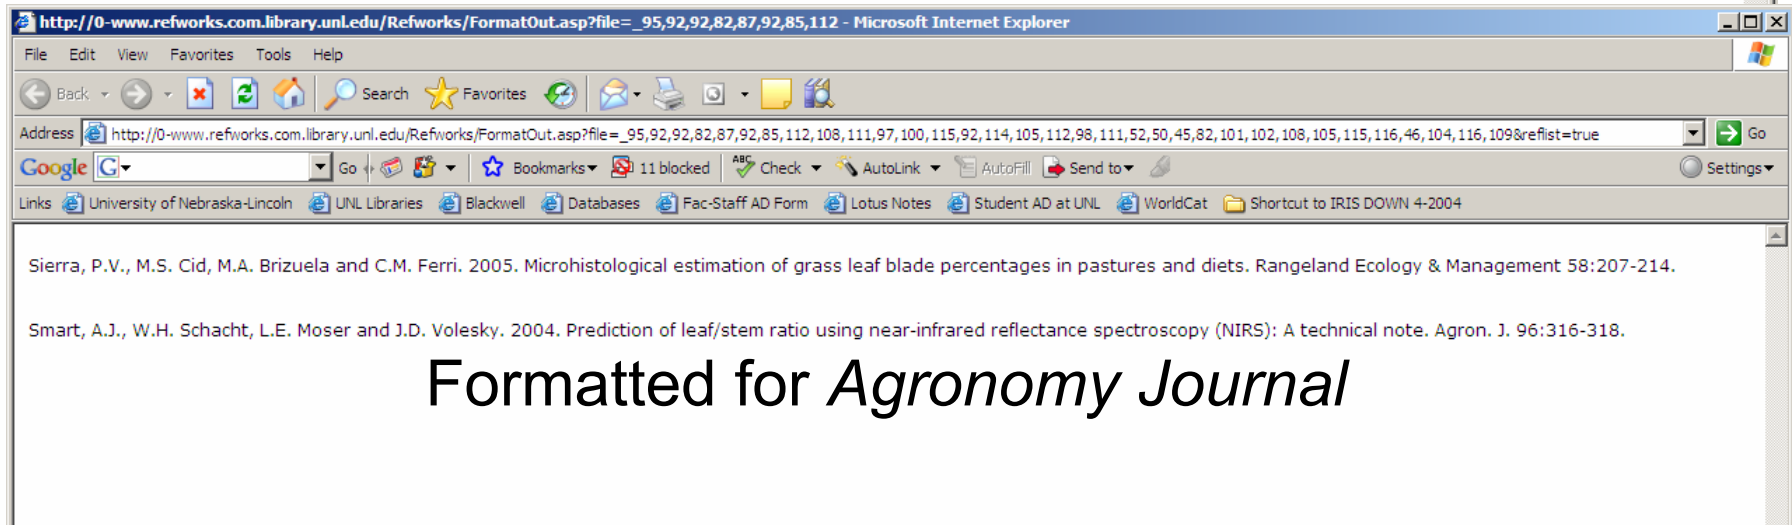 http://0-www.refworks.com.library.unl.edu/Refworks/FormatOut.asp?file=_95,92,92,82,87,92,85,112 - Microsoft Internet Explorer
File Edit View Favorites Tools Help
Back Search Favorites
Address http://0-www.refworks.com.library.unl.edu/Refworks/FormatOut.asp?file=_95,92,92,82,87,92,85,112,108,111,97,100,115,92,114,105,112,98,111,52,50,45,82,101,102,108,105,115,116,46,104,116,109&reflist=true Go
Google G Go Bookmarks 11 blocked ABC Check AutoLink AutoFill Send to Settings
Links University of Nebraska-Lincoln UNL Libraries Blackwell Databases Fac-Staff AD Form Lotus Notes Student AD at UNL WorldCat Shortcut to IRIS DOWN 4-2004
Sierra, P.V., M.S. Cid, M.A. Brizuela and C.M. Ferri. 2005. Microhistological estimation of grass leaf blade percentages in pastures and diets. Rangeland Ecology & Management 58:207-214.
Smart, A.J., W.H. Schacht, L.E. Moser and J.D. Volesky. 2004. Prediction of leaf/stem ratio using near-infrared reflectance spectroscopy (NIRS): A technical note. Agron. J. 96:316-318.
Formatted for Agronomy Journal